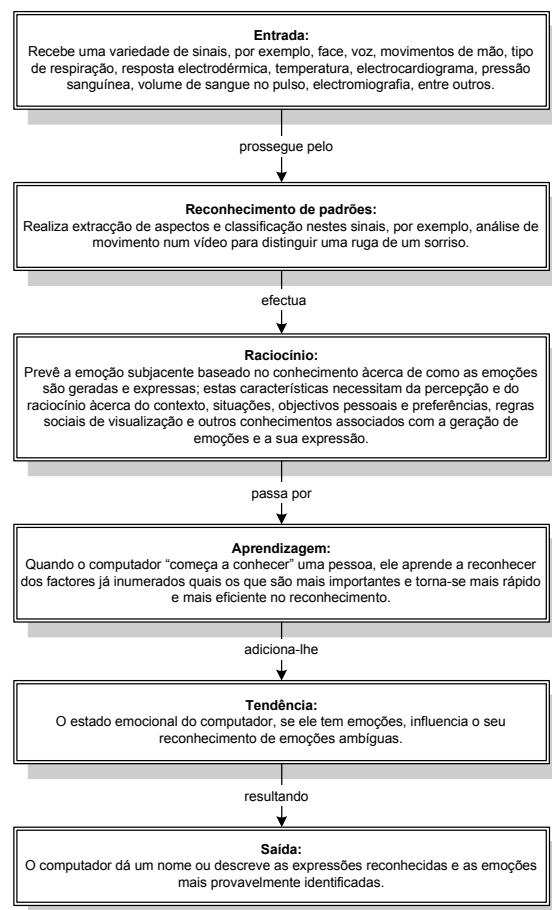 Entrada:
Recebe uma variedade de sinais, por exemplo, face, voz, movimentos de mão, tipo
de respiração, resposta electrodérmica, temperatura, electrocardiograma, pressão
sanguínea, volume de sangue no pulso, electromiografia, entre outros.
prossegue pelo
Reconhecimento de padrões:
Realiza extracção de aspectos e classificação nestes sinais, por exemplo, análise de
movimento num vídeo para distinguir uma ruga de um sorriso.
efectua
Raciocínio:
Prevê a emoção subjacente baseado no conhecimento àcerca de como as emoções
são geradas e expressas; estas características necessitam da percepção e do
raciocínio àcerca do contexto, situações, objectivos pessoais e preferências, regras
sociais de visualização e outros conhecimentos associados com a geração de
emoções e a sua expressão.
passa por
Aprendizagem:
Quando o computador “começa a conhecer” uma pessoa, ele aprende a reconhecer
dos factores já inumerados quais os que são mais importantes e torna-se mais rápido
e mais eficiente no reconhecimento.
adiciona-lhe
Tendência:
O estado emocional do computador, se ele tem emoções, influencia o seu
reconhecimento de emoções ambíguas.
resultando
Saída:
O computador dá um nome ou descreve as expressões reconhecidas e as emoções
mais provavelmente identificadas.